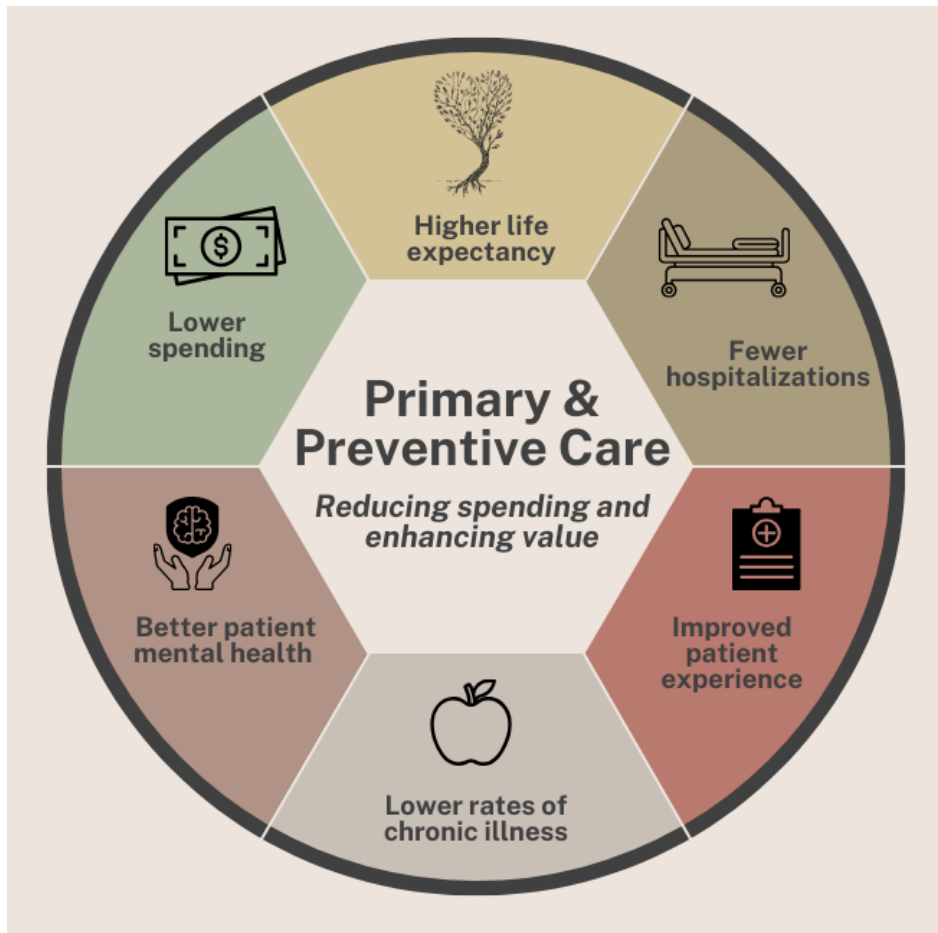 Higher life
expectancy
Lower
spending
Fewer
hospitalizations
Primary &
Preventive Care
Reducing spending and
enhancing value
Better patient
mental health
Improved
patient
experience
Lower rates of
chronic illness